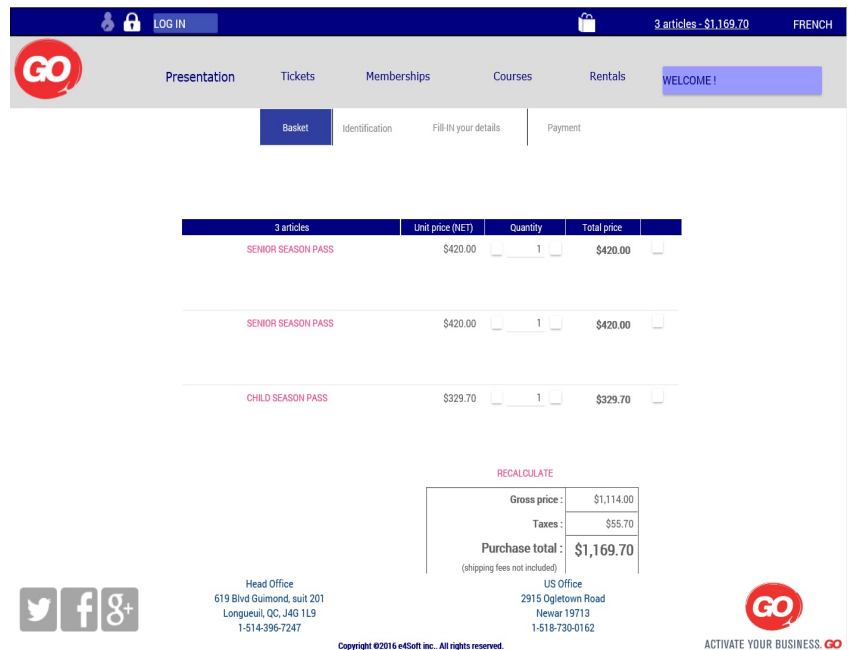 LOG IN
3 articles - $1,169.70
FRENCH
GO
Presentation
Tickets
Memberships
Courses
Rentals
WELCOME !
Basket
Identification
Fill-IN your details
Payment
3 articles Unit price (NET) Quantity Total price
SENIOR SEASON PASS $420.00 1 $420.00
SENIOR SEASON PASS $420.00 1 $420.00
CHILD SEASON PASS $329.70 1 $329.70
RECALCULATE
Gross price : $1,114.00
Taxes : $55.70
Purchase total : $1,169.70
(shipping fees not included)
Head Office
619 Blvd Guimond, suit 201
Longueuil, QC, J4G 1L9
1-514-396-7247
US Office
2915 Ogletown Road
Newar 19713
1-518-730-0162
f
8+
GO
ACTIVATE YOUR BUSINESS. GO
Copyright ©2016 e4Soft inc.. All rights reserved.